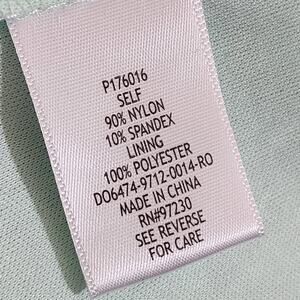 P176016
SELF
90% NYLON
10% SPANDEX
LINING
100% POLYESTER
DO6474-9712-0014-RO
MADE IN CHINA
RN#97230
SEE REVERSE
FOR CARE